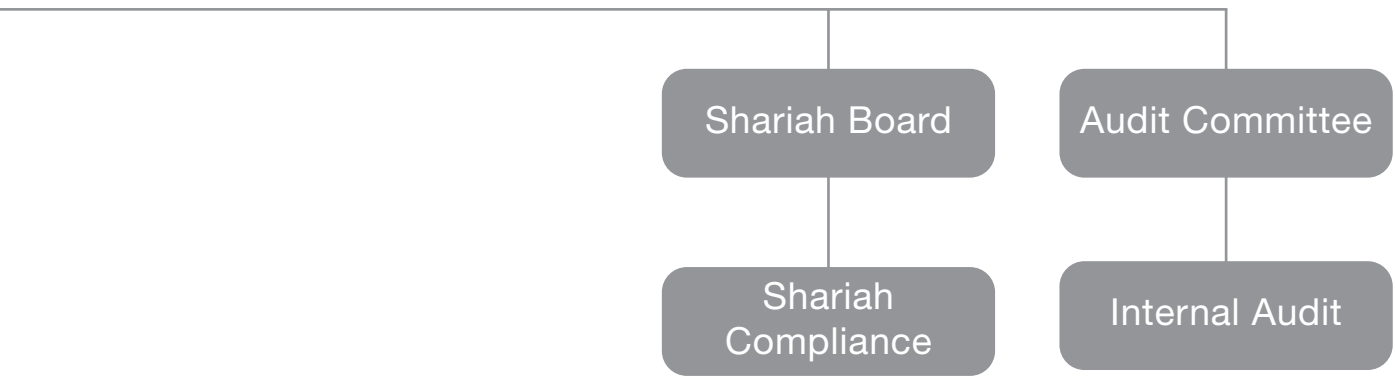 Shariah Board
Audit Committee
Shariah
Compliance
Internal Audit